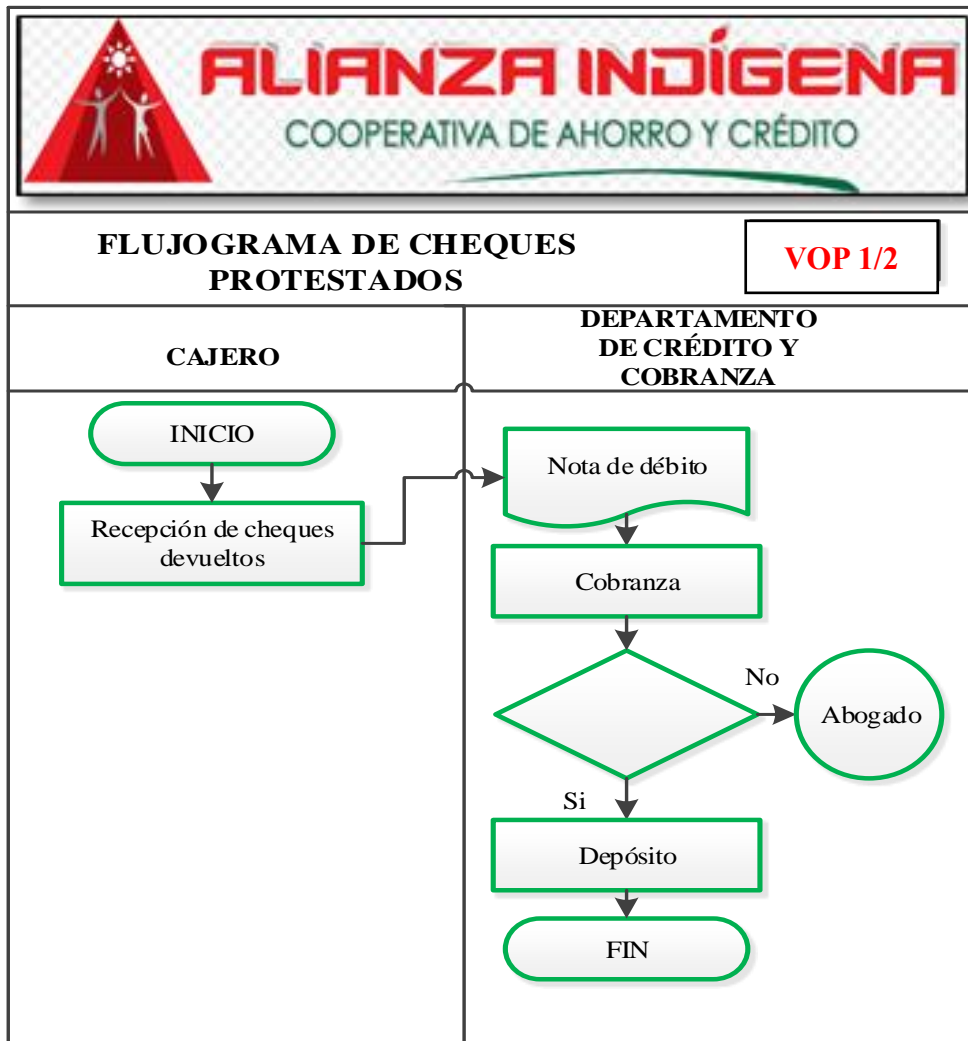 ALIANZA INDÍGENA
COOPERATIVA DE AHORRO Y CRÉDITO
FLUJOGRAMA DE CHEQUES
PROTESTADOS
VOP 1/2
CAJERO
DEPARTAMENTO
DE CRÉDITO Y
COBRANZA
INICIO
Recepción de cheques
devueltos
Nota de débito
Cobranza
No
Abogado
Si
Depósito
FIN